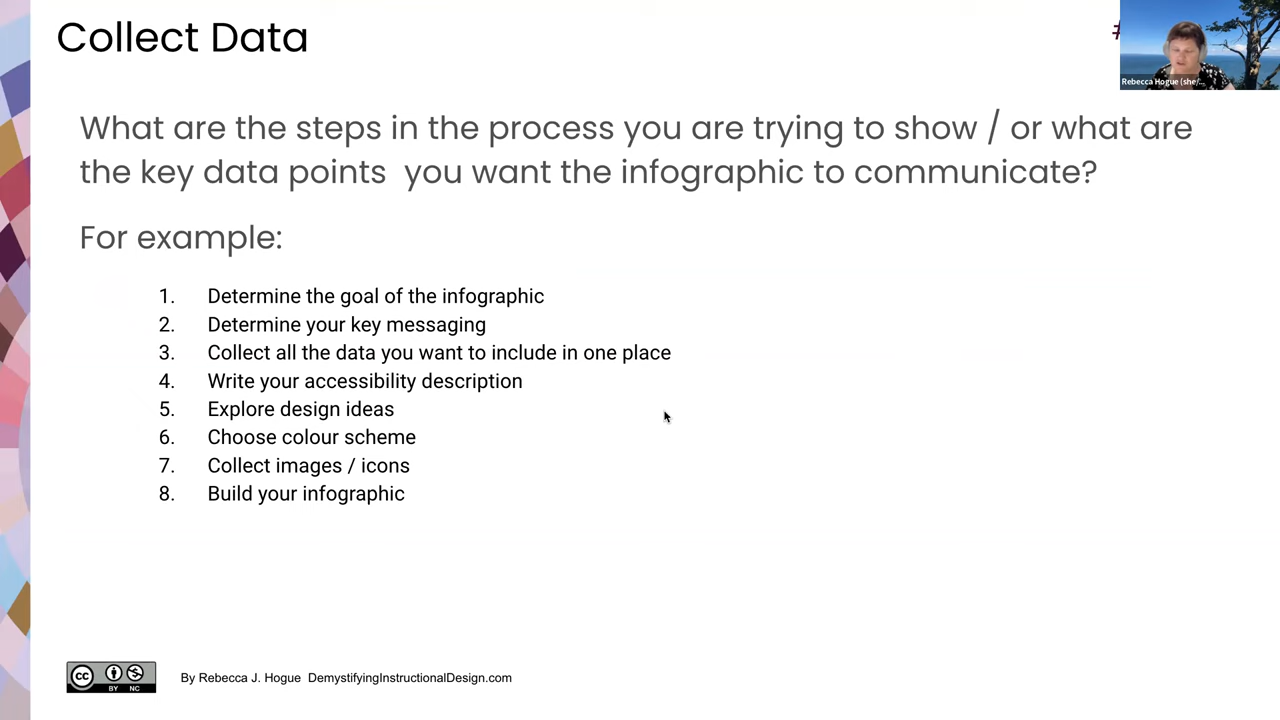 Collect Data
#
Rebecca Hogue (she/...
What are the steps in the process you are trying to show / or what are
the key data points you want the infographic to communicate?
For example:
1. Determine the goal of the infographic
2. Determine your key messaging
3. Collect all the data you want to include in one place
4. Write your accessibility description
5. Explore design ideas
6. Choose colour scheme
7. Collect images / icons
8. Build your infographic
cc BY NC
By Rebecca J. Hogue DemystifyingInstructionalDesign.com